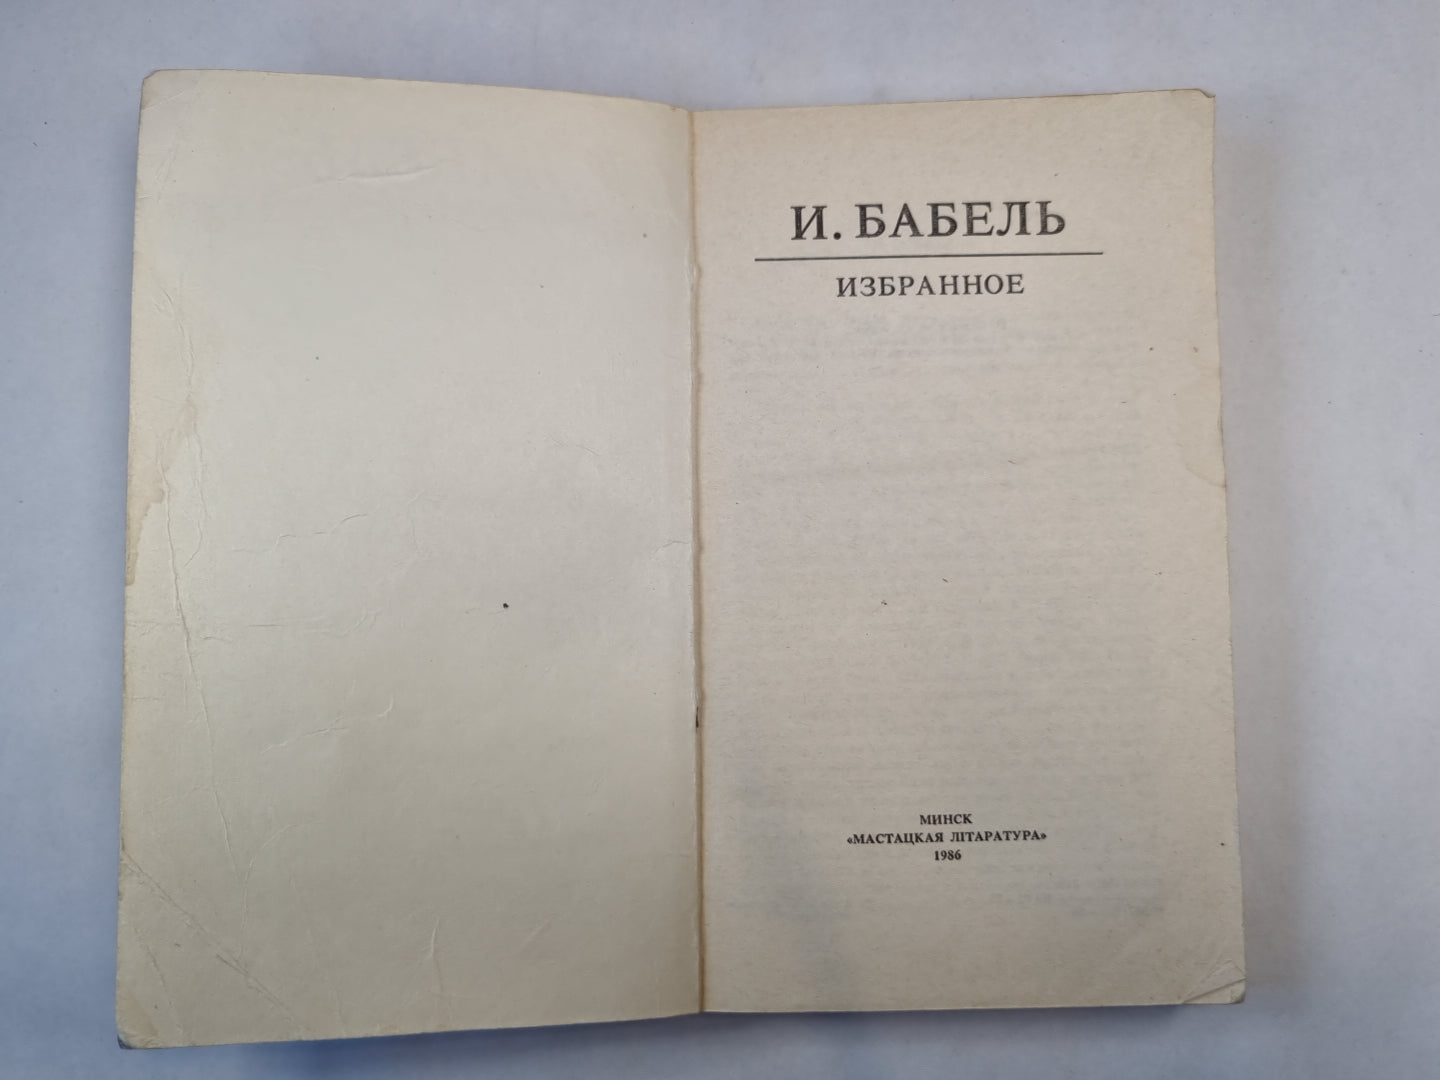 И. БАБЕЛЬ
ИЗБРАННОЕ
МИНСК
«МАСТАЦКАЯ ЛІТАРАТУРА»
1986